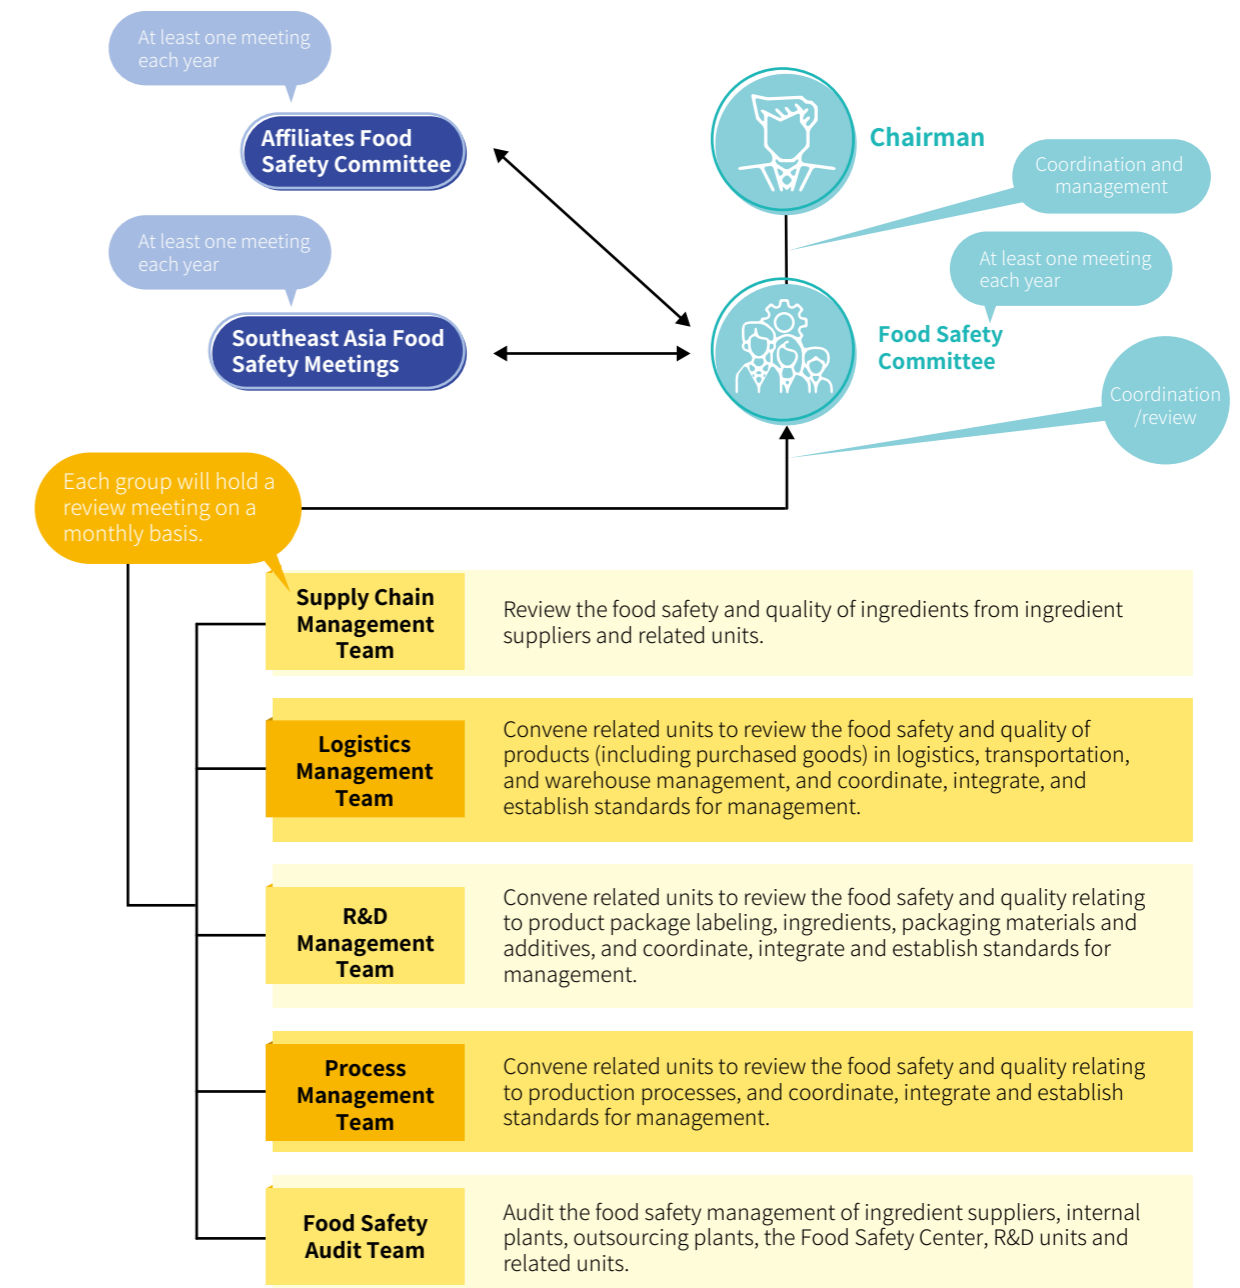 At least one meeting
each year
Affiliates Food
Safety Committee
Chairman
Coordination and
management
At least one meeting
each year
At least one meeting
each year
Southeast Asia Food
Safety Meetings
Food Safety
Committee
Coordination
/review
Each group will hold a
review meeting on a
monthly basis.
Supply Chain
Management
Team
Review the food safety and quality of ingredients from ingredient
suppliers and related units.
Logistics
Management
Team
Convene related units to review the food safety and quality of
products (including purchased goods) in logistics, transportation,
and warehouse management, and coordinate, integrate, and
establish standards for management.
R&D
Management
Team
Convene related units to review the food safety and quality relating
to product package labeling, ingredients, packaging materials and
additives, and coordinate, integrate and establish standards for
management.
Process
Management
Team
Convene related units to review the food safety and quality relating
to production processes, and coordinate, integrate and establish
standards for management.
Food Safety
Audit Team
Audit the food safety management of ingredient suppliers, internal
plants, outsourcing plants, the Food Safety Center, R&D units and
related units.